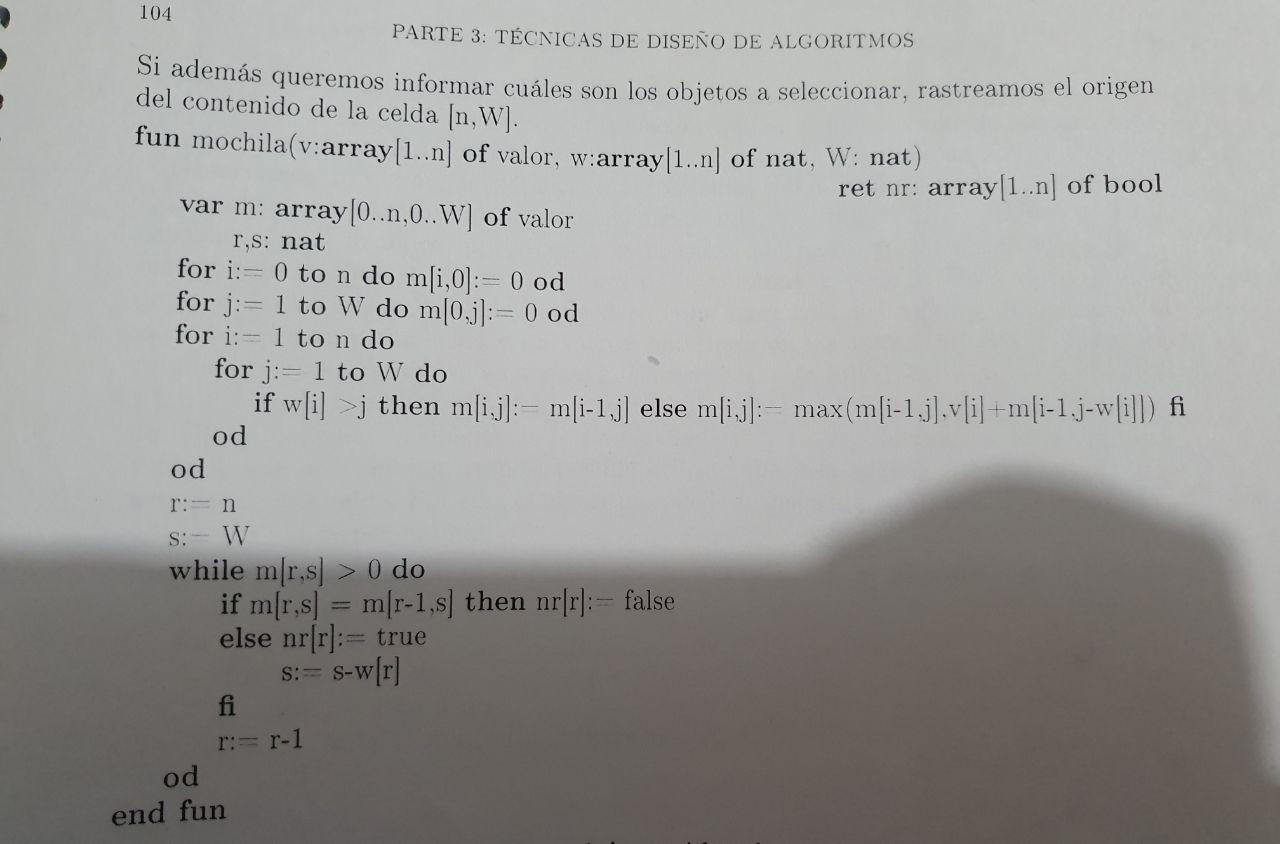 104
PARTE 3: TÉCNICAS DE DISEÑO DE ALGORITMOS
Si además queremos informar cuáles son los objetos a seleccionar, rastreamos el origen
del contenido de la celda [n,W].
fun mochila(v:array[1..n] of valor, w:array[1..n] of nat, W: nat)
ret nr: array[1..n] of bool
var m: array[0..n,0..W] of valor
r,s: nat
for i:= 0 to n do m[i,0]:= 0 od
for j:= 1 to W do m[0,j]:= 0 od
for i:= 1 to n do
for j:= 1 to W do
if w[i] >j then m[i,j]:= m[i-1,j] else m[i,j]:= max(m[i-1,j],v[i]+m[i-1,j-w[i]]) fi
od
od
r:= n
s:= W
while m[r,s] > 0 do
if m[r,s] = m[r-1,s] then nr[r]:= false
else nr[r]:= true
s:= s-w[r]
fi
r:= r-1
od
end fun